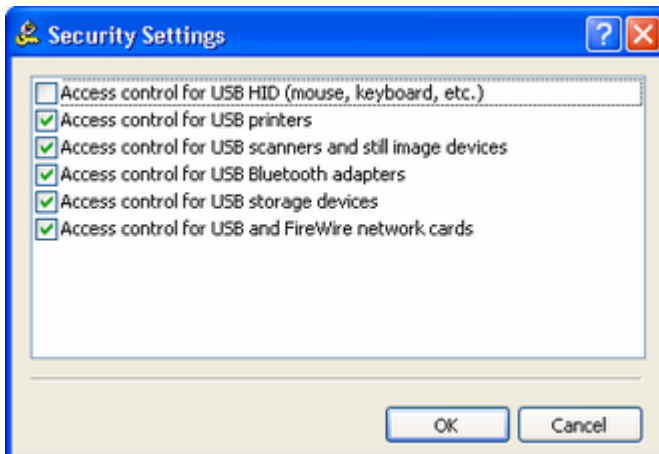 Security Settings
Access control for USB HID (mouse, keyboard, etc.)
Access control for USB printers
Access control for USB scanners and still image devices
Access control for USB Bluetooth adapters
Access control for USB storage devices
Access control for USB and FireWire network cards
OK Cancel